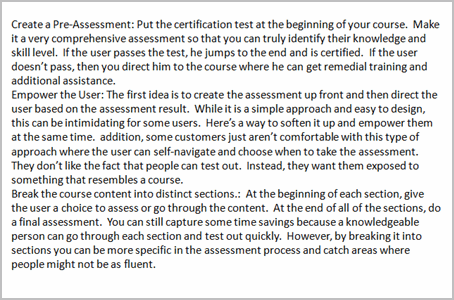 Create a Pre-Assessment: Put the certification test at the beginning of your course.  Make
it a very comprehensive assessment so that you can truly identify their knowledge and
skill level.  If the user passes the test, he jumps to the end and is certified.  If the user
doesn't pass, then you direct him to the course where he can get remedial training and
additional assistance.
Empower the User: The first idea is to create the assessment up front and then direct the
user based on the assessment result.  While it is a simple approach and easy to design,
this can be intimidating for some users.  Here's a way to soften it up and empower them
at the same time.  addition, some customers just aren't comfortable with this type of
approach where the user can self-navigate and choose when to take the assessment.
They don't like the fact that people can test out.  Instead, they want them exposed to
something that resembles a course.
Break the course content into distinct sections.:  At the beginning of each section, give
the user a choice to assess or go through the content.  At the end of all of the sections, do
a final assessment.  You can still capture some time savings because a knowledgeable
person can go through each section and test out quickly.  However, by breaking it into
sections you can be more specific in the assessment process and catch areas where
people might not be as fluent.